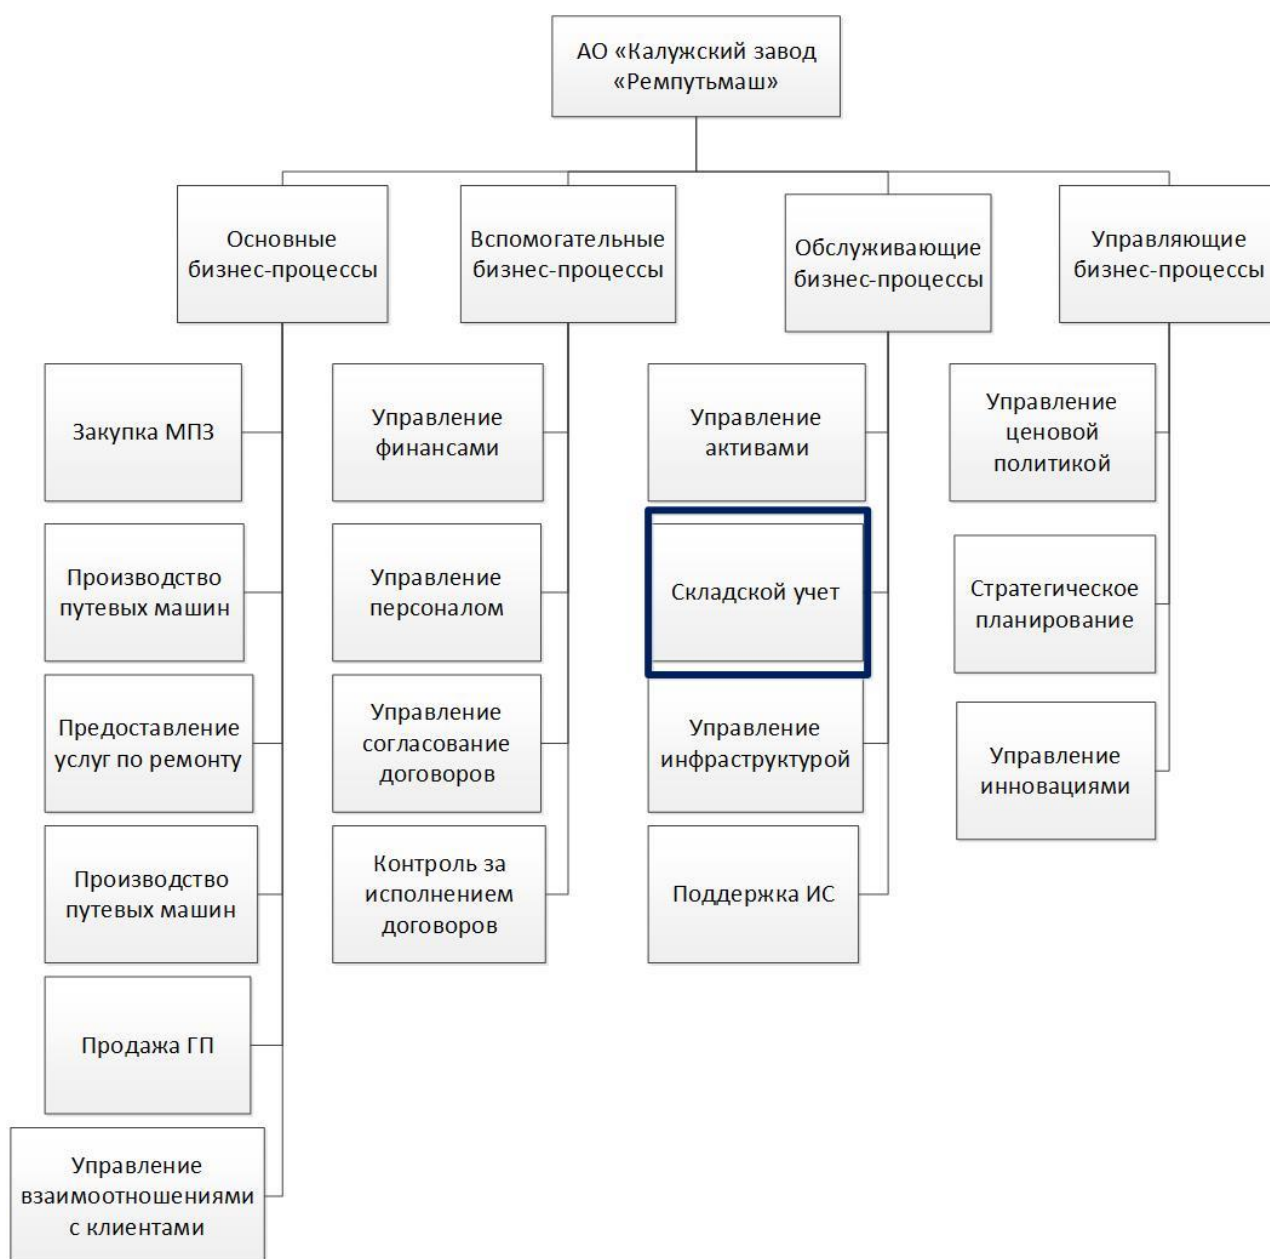 АО «Калужский завод
«Ремпутьмаш»
Основные
бизнес-процессы
Вспомогательные
бизнес-процессы
Обслуживающие
бизнес-процессы
Управляющие
бизнес-процессы
Закупка МПЗ
Производство
путевых машин
Предоставление
услуг по ремонту
Производство
путевых машин
Продажа ГП
Управление
взаимоотношениями
с клиентами
Управление
финансами
Управление
персоналом
Управление
согласование
договоров
Контроль за
исполнением
договоров
Управление
активами
Складской учет
Управление
инфраструктурой
Поддержка ИС
Управление
ценовой
политикой
Стратегическое
планирование
Управление
инновациями